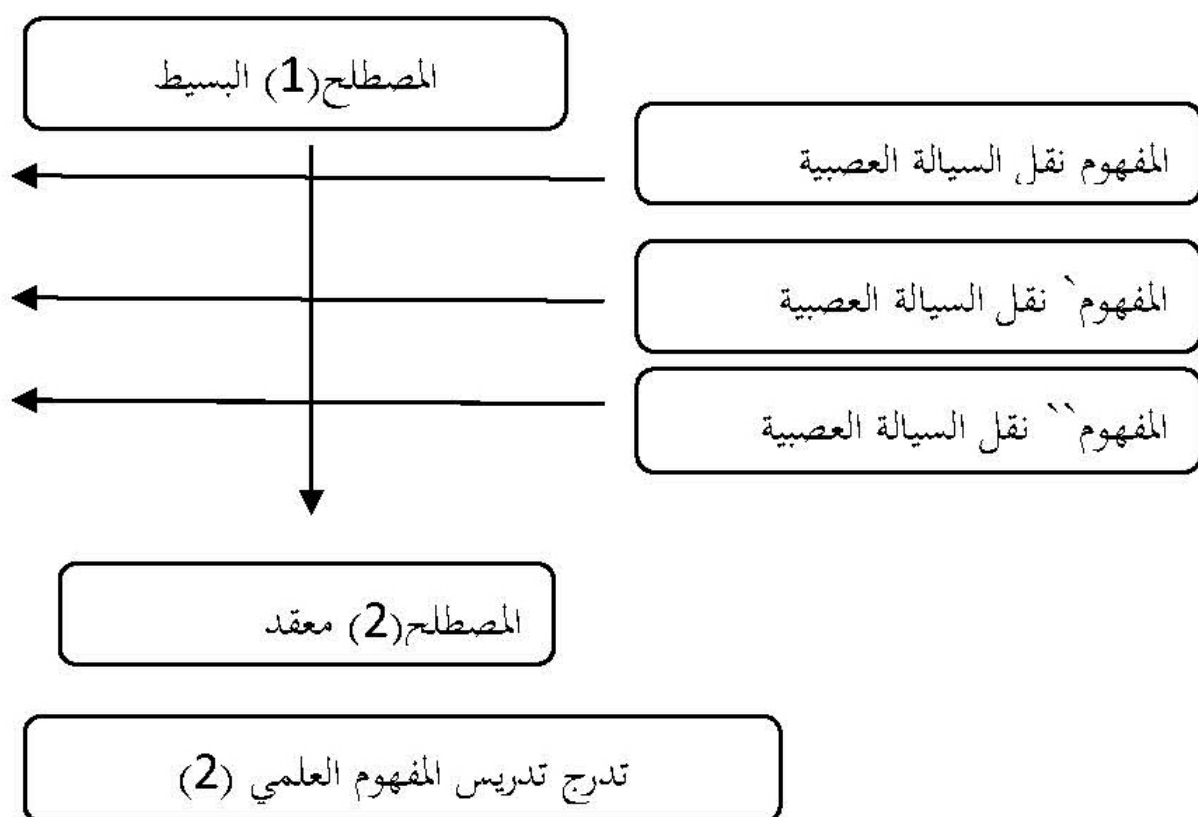 المصطلح(1) البسيط
المفهوم نقل السيالة العصبية
المفهوم` نقل السيالة العصبية
المفهوم`` نقل السيالة العصبية
المصطلح(2) معقد
تدرج تدريس المفهوم العلمي (2)